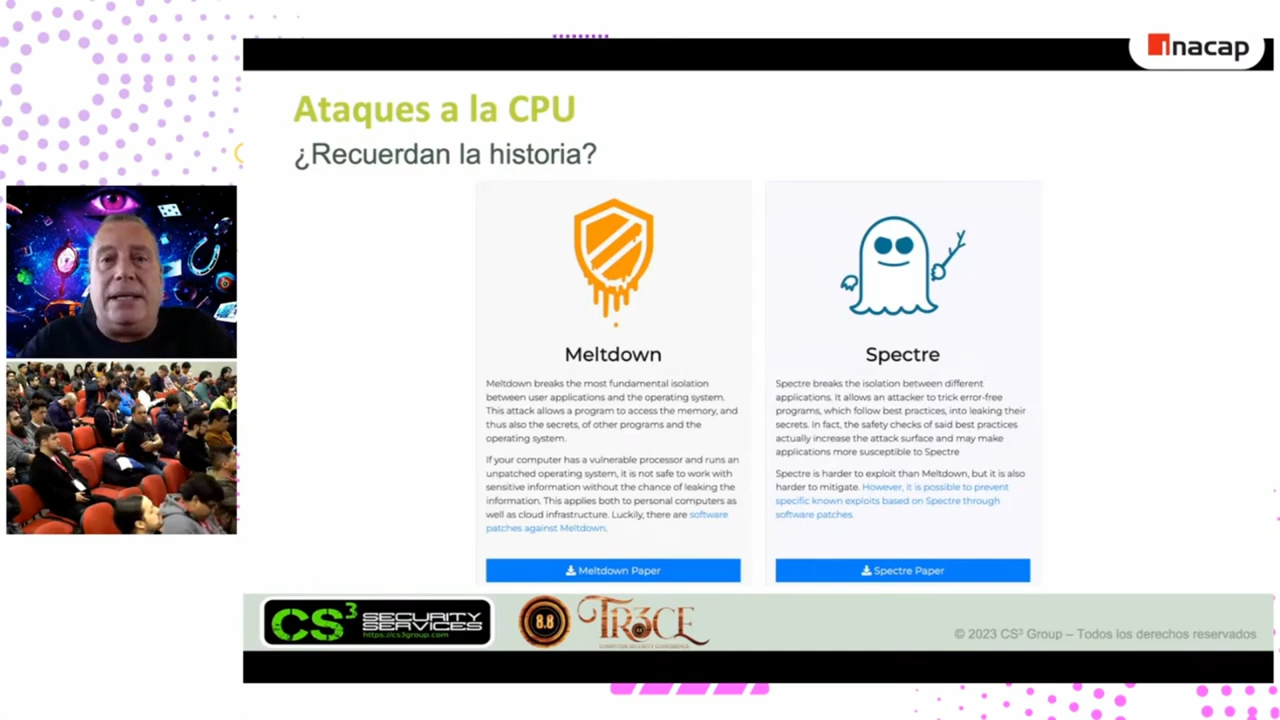 inacap
Ataques a la CPU
¿Recuerdan la historia?
Meltdown
Meltdown breaks the most fundamental isolation
between user applications and the operating system.
This attack allows a program to access the memory, and
thus also the secrets, of other programs and the
operating system.
If your computer has a vulnerable processor and runs an
unpatched operating system, it is not safe to work with
sensitive information without the chance of leaking the
information. This applies both to personal computers as
well as cloud infrastructure. Luckily, there are software
patches against Meltdown.
Meltdown Paper
Spectre
Spectre breaks the isolation between different
applications. It allows an attacker to trick error-free
programs, which follow best practices, into leaking their
secrets. In fact, the safety checks of said best practices
actually increase the attack surface and may make
applications more susceptible to Spectre
Spectre is harder to exploit than Meltdown, but it is also
harder to mitigate. However, it is possible to prevent
specific known exploits based on Spectre through
software patches.
Spectre Paper
CS³ SECURITY
SERVICES
https://cs3group.com
8.8
TR3CE
COMPUTER SECURITY CONFERENCE
© 2023 CS³ Group – Todos los derechos reservados